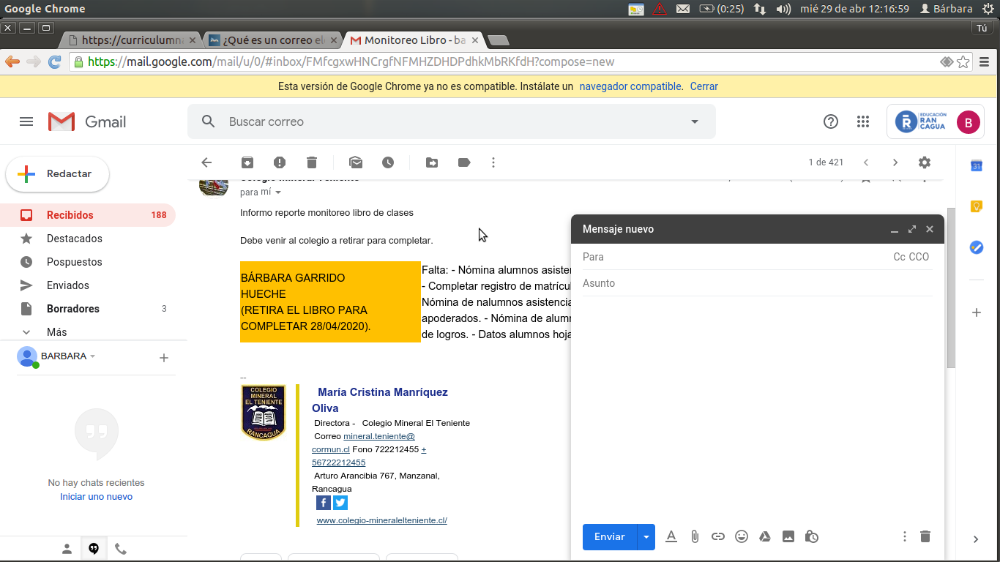 Google Chrome
(0:25)
mié 29 de abr 12:16:59
Bárbara
Tú
https://curriculumn
¿Qué es un correo ele
Monitoreo Libro - ba
https://mail.google.com/mail/u/0/#inbox/FMfcgxwHNCrgfNFMHZDHDPdhkMbRKfdH?compose=new
Esta versión de Google Chrome ya no es compatible. Instálate un navegador compatible. Cerrar
Gmail
Buscar correo
EDUCACIÓN
RAN
CAGUA
B
Redactar
1 de 421
31
Recibidos 188
Destacados
Pospuestos
Enviados
Borradores 3
Más
BARBARA
No hay chats recientes
Iniciar uno nuevo
Colegio Mineral Teniente
para mí
Informo reporte monitoreo libro de clases
Debe venir al colegio a retirar para completar.
BÁRBARA GARRIDO
HUECHE
(RETIRA EL LIBRO PARA
COMPLETAR 28/04/2020).
Falta: - Nómina alumnos asisten
- Completar registro de matrícul
Nómina de nalumnos asistencia
apoderados. - Nómina de alumn
de logros. - Datos alumnos hoja
--
COLEGIO
MINERAL
EL TENIENTE
RANCAGUA
María Cristina Manríquez
Oliva
Directora - Colegio Mineral El Teniente
Correo mineral.teniente@
cormun.cl Fono 722212455 +
56722212455
Arturo Arancibia 767, Manzanal,
Rancagua
www.colegio-mineralelteniente.cl/
Mensaje nuevo
Para
Cc CCO
Asunto
Enviar